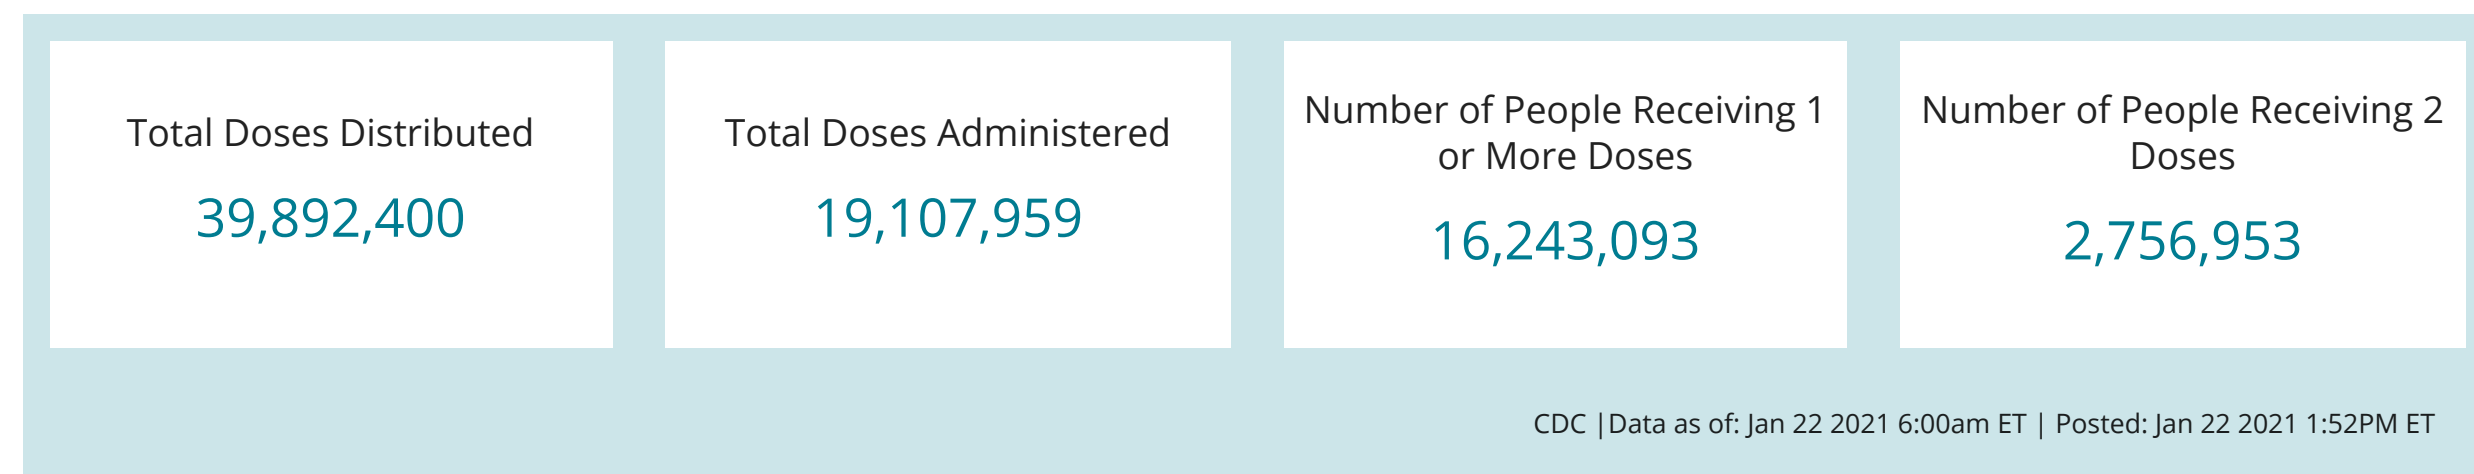 Total Doses Distributed
39,892,400
Total Doses Administered
19,107,959
Number of People Receiving 1
or More Doses
16,243,093
Number of People Receiving 2
Doses
2,756,953
CDC |Data as of: Jan 22 2021 6:00am ET | Posted: Jan 22 2021 1:52PM ET